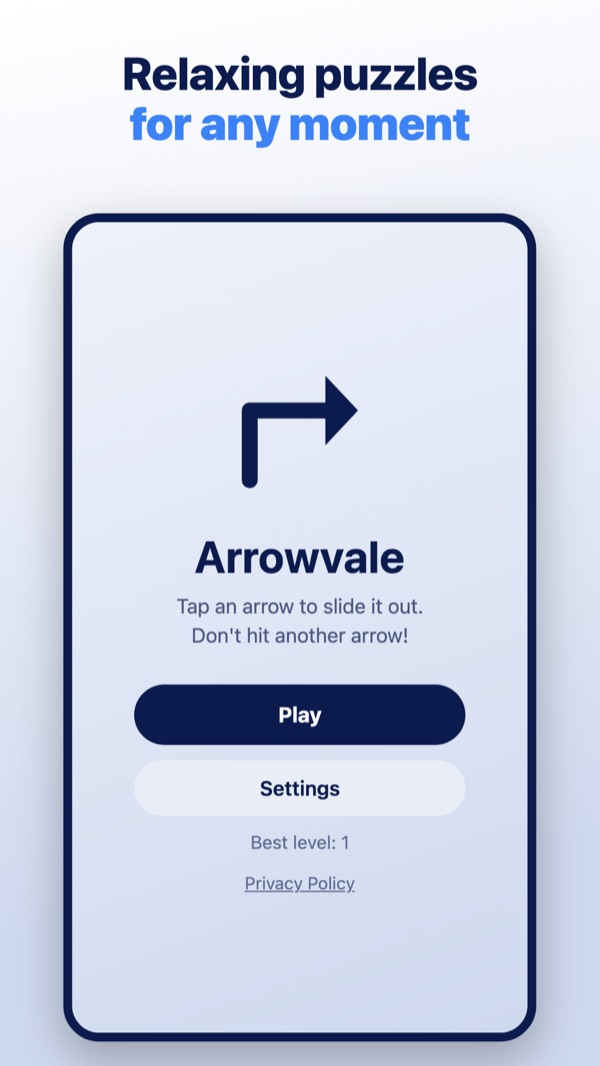 Relaxing puzzles
for any moment
Arrowvale
Tap an arrow to slide it out.
Don't hit another arrow!
Play
Settings
Best level: 1
Privacy Policy